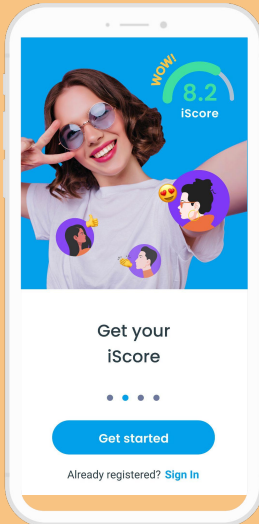 WOW!
8.2
iScore
Get your
iScore
Get started
Already registered? Sign In